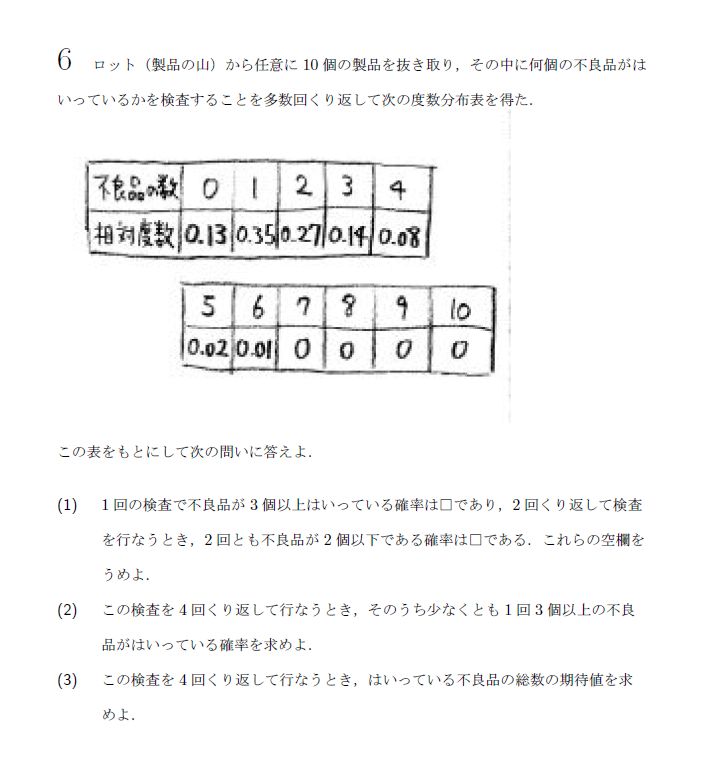 6 ロット（製品の山）から任意に 10 個の製品を抜き取り，その中に何個の不良品がは
いっているかを検査することを多数回くり返して次の度数分布表を得た．
不良品の数 0 1 2 3 4
相対度数 0.13 0.35 0.27 0.14 0.08
5 6 7 8 9 10
0.02 0.01 0 0 0 0
この表をもとにして次の問いに答えよ．
(1) 1 回の検査で不良品が 3 個以上はいっている確率は□であり，2 回くり返して検査
を行なうとき，2 回とも不良品が 2 個以下である確率は□である．これらの空欄を
うめよ．
(2) この検査を 4 回くり返して行なうとき，そのうち少なくとも 1 回 3 個以上の不良
品がはいっている確率を求めよ．
(3) この検査を 4 回くり返して行なうとき，はいっている不良品の総数の期待値を求
めよ．